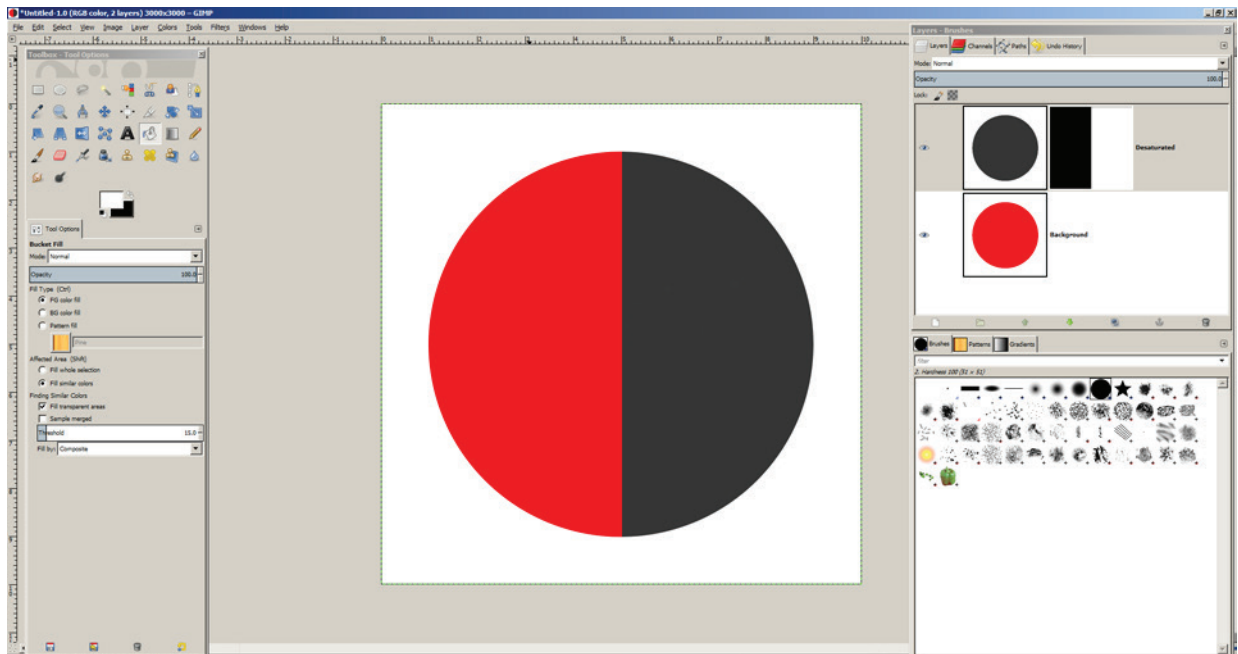 *Untitled-1.0 (RGB color, 2 layers) 3000x3000 – GIMP
File Edit Select View Image Layer Colors Tools Filters Windows Help
Toolbox - Tool Options
Tool Options
Bucket Fill
Mode: Normal
Opacity 100.0
Fill Type (Ctrl)
FG color fill
BG color fill
Pattern fill
Pine
Affected Area (Shift)
Fill whole selection
Fill similar colors
Finding Similar Colors
Fill transparent areas
Sample merged
Threshold 15.0
Fill by: Composite
Layers - Brushes
Layers Channels Paths Undo History
Mode: Normal
Opacity 100.0
Lock:
Desaturated
Background
Brushes Patterns Gradients
filter
2. Hardness 100 (51 × 51)